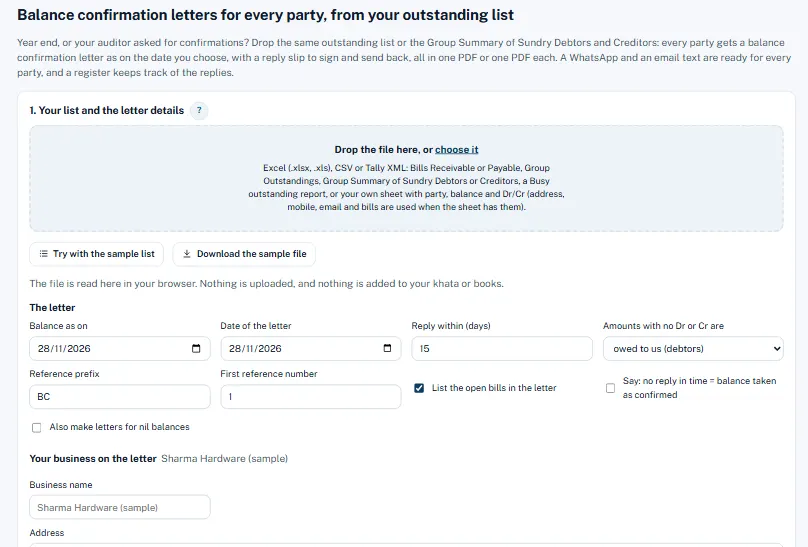 Balance confirmation letters for every party, from your outstanding list
Year end, or your auditor asked for confirmations? Drop the same outstanding list or the Group Summary of Sundry Debtors and Creditors: every party gets a balance
confirmation letter as on the date you choose, with a reply slip to sign and send back, all in one PDF or one PDF each. A WhatsApp and an email text are ready for every
party, and a register keeps track of the replies.
1. Your list and the letter details ?
Drop the file here, or choose it
Excel (.xlsx, .xls), CSV or Tally XML: Bills Receivable or Payable, Group
Outstandings, Group Summary of Sundry Debtors or Creditors, a Busy
outstanding report, or your own sheet with party, balance and Dr/Cr (address,
mobile, email and bills are used when the sheet has them).
Try with the sample list Download the sample file
The file is read here in your browser. Nothing is uploaded, and nothing is added to your khata or books.
The letter
Balance as on Date of the letter Reply within (days) Amounts with no Dr or Cr are
28/11/2026 28/11/2026 15 owed to us (debtors)
Reference prefix First reference number
BC 1 List the open bills in the letter Say: no reply in time = balance taken
as confirmed
Also make letters for nil balances
Your business on the letter Sharma Hardware (sample)
Business name
Sharma Hardware (sample)
Address